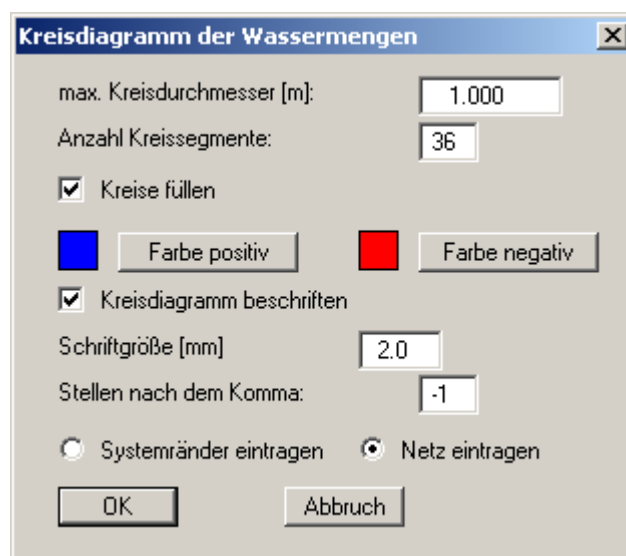 Kreisdiagramm der Wassermengen
max. Kreisdurchmesser [m]: 1.000
Anzahl Kreissegmente: 36
Kreise füllen
Farbe positiv Farbe negativ
Kreisdiagramm beschriften
Schriftgröße [mm] 2.0
Stellen nach dem Komma: -1
Systemränder eintragen Netz eintragen
OK Abbruch